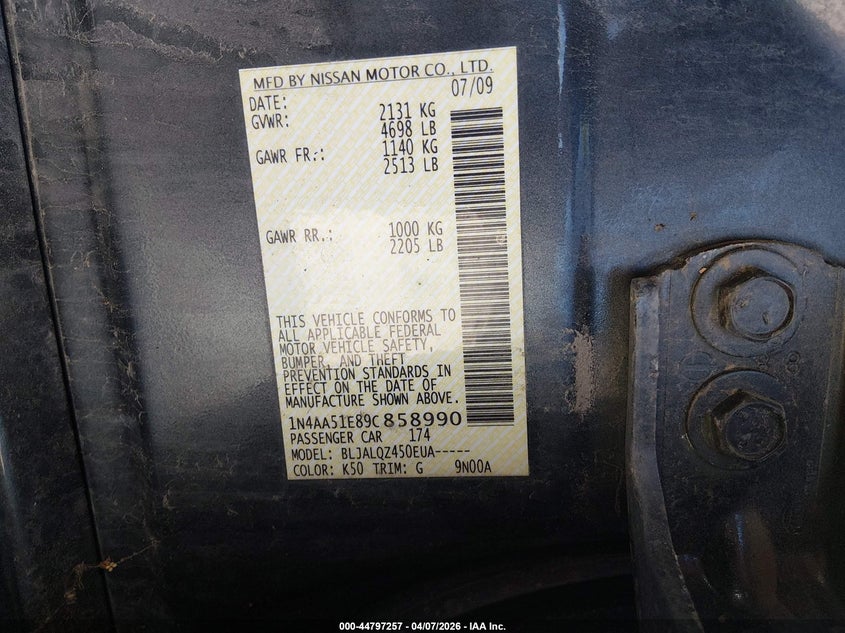 MFD BY NISSAN MOTOR CO., LTD.
DATE: 07/09
GVWR: 2131 KG
4698 LB
GAWR FR.: 1140 KG
2513 LB
GAWR RR.: 1000 KG
2205 LB
THIS VEHICLE CONFORMS TO
ALL APPLICABLE FEDERAL
MOTOR VEHICLE SAFETY,
BUMPER, AND THEFT
PREVENTION STANDARDS IN
EFFECT ON THE DATE OF
MANUFACTURE SHOWN ABOVE.
1N4AA51E89C858990
PASSENGER CAR 174
MODEL: BLJALQZ450EUA-----
COLOR: K50 TRIM: G 9N00A
000-44797257 - 04/07/2026 - IAA Inc.